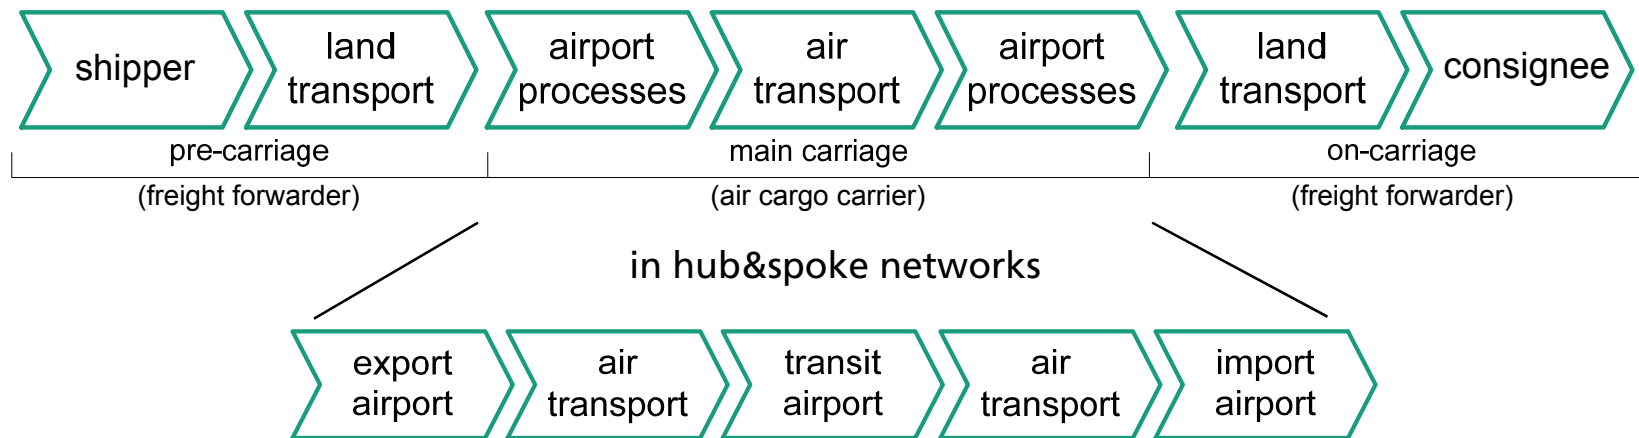 shipper
land
transport
airport
processes
air
transport
airport
processes
land
transport
consignee
pre-carriage
main carriage
on-carriage
(freight forwarder)
(air cargo carrier)
(freight forwarder)
in hub&spoke networks
export
airport
air
transport
transit
airport
air
transport
import
airport